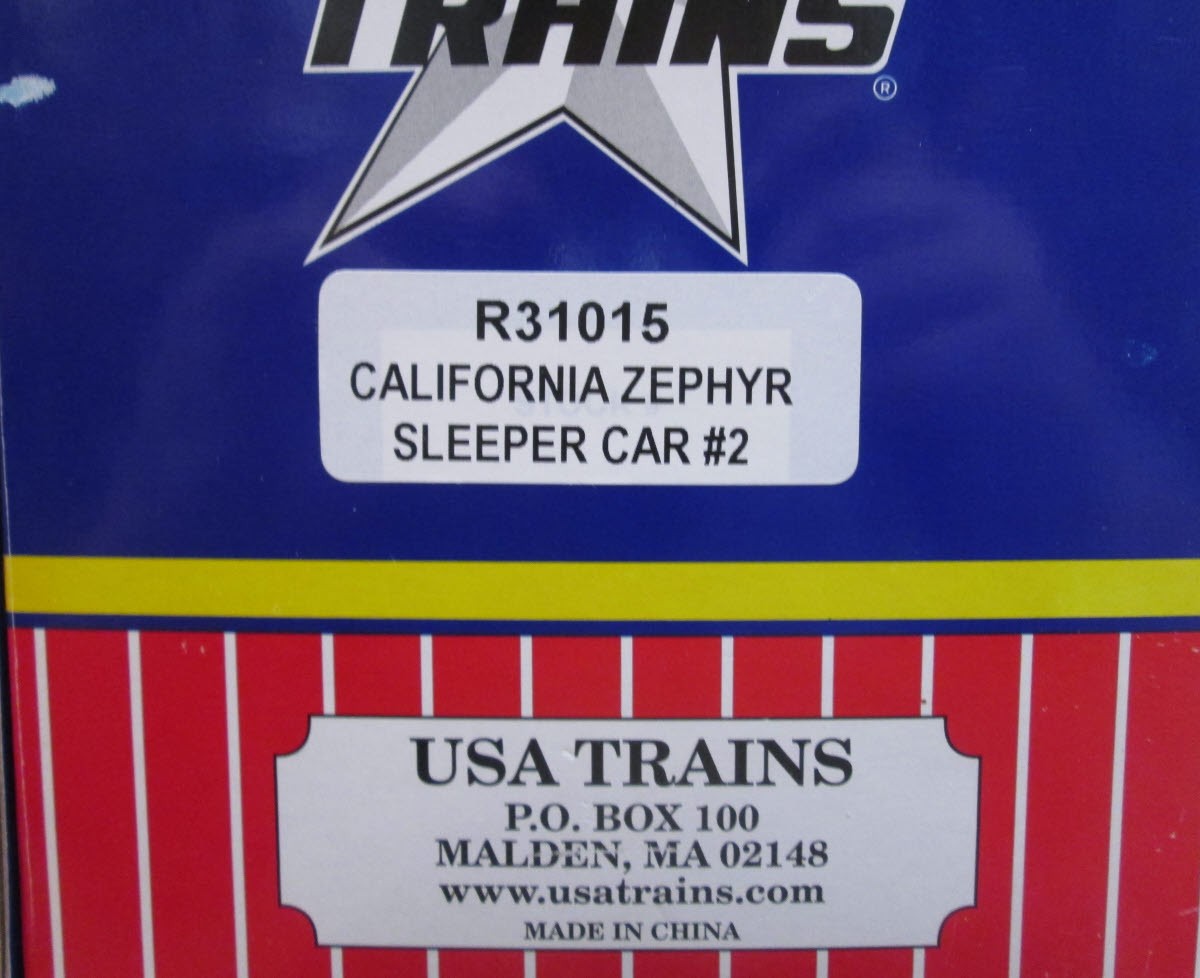 TRAINS
®
R31015
CALIFORNIA ZEPHYR
SLEEPER CAR #2
USA TRAINS
P.O. BOX 100
MALDEN, MA 02148
www.usatrains.com
MADE IN CHINA